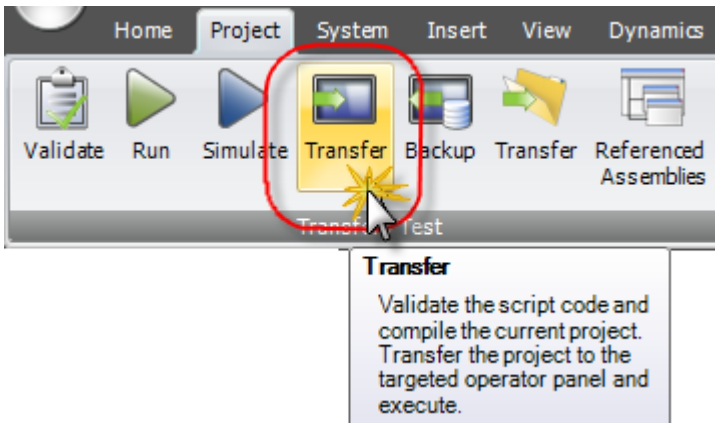 Home Project System Insert View Dynamics
Validate Run Simulate Transfer Backup Transfer Referenced
Assemblies
Test
Transfer
Validate the script code and
compile the current project.
Transfer the project to the
targeted operator panel and
execute.